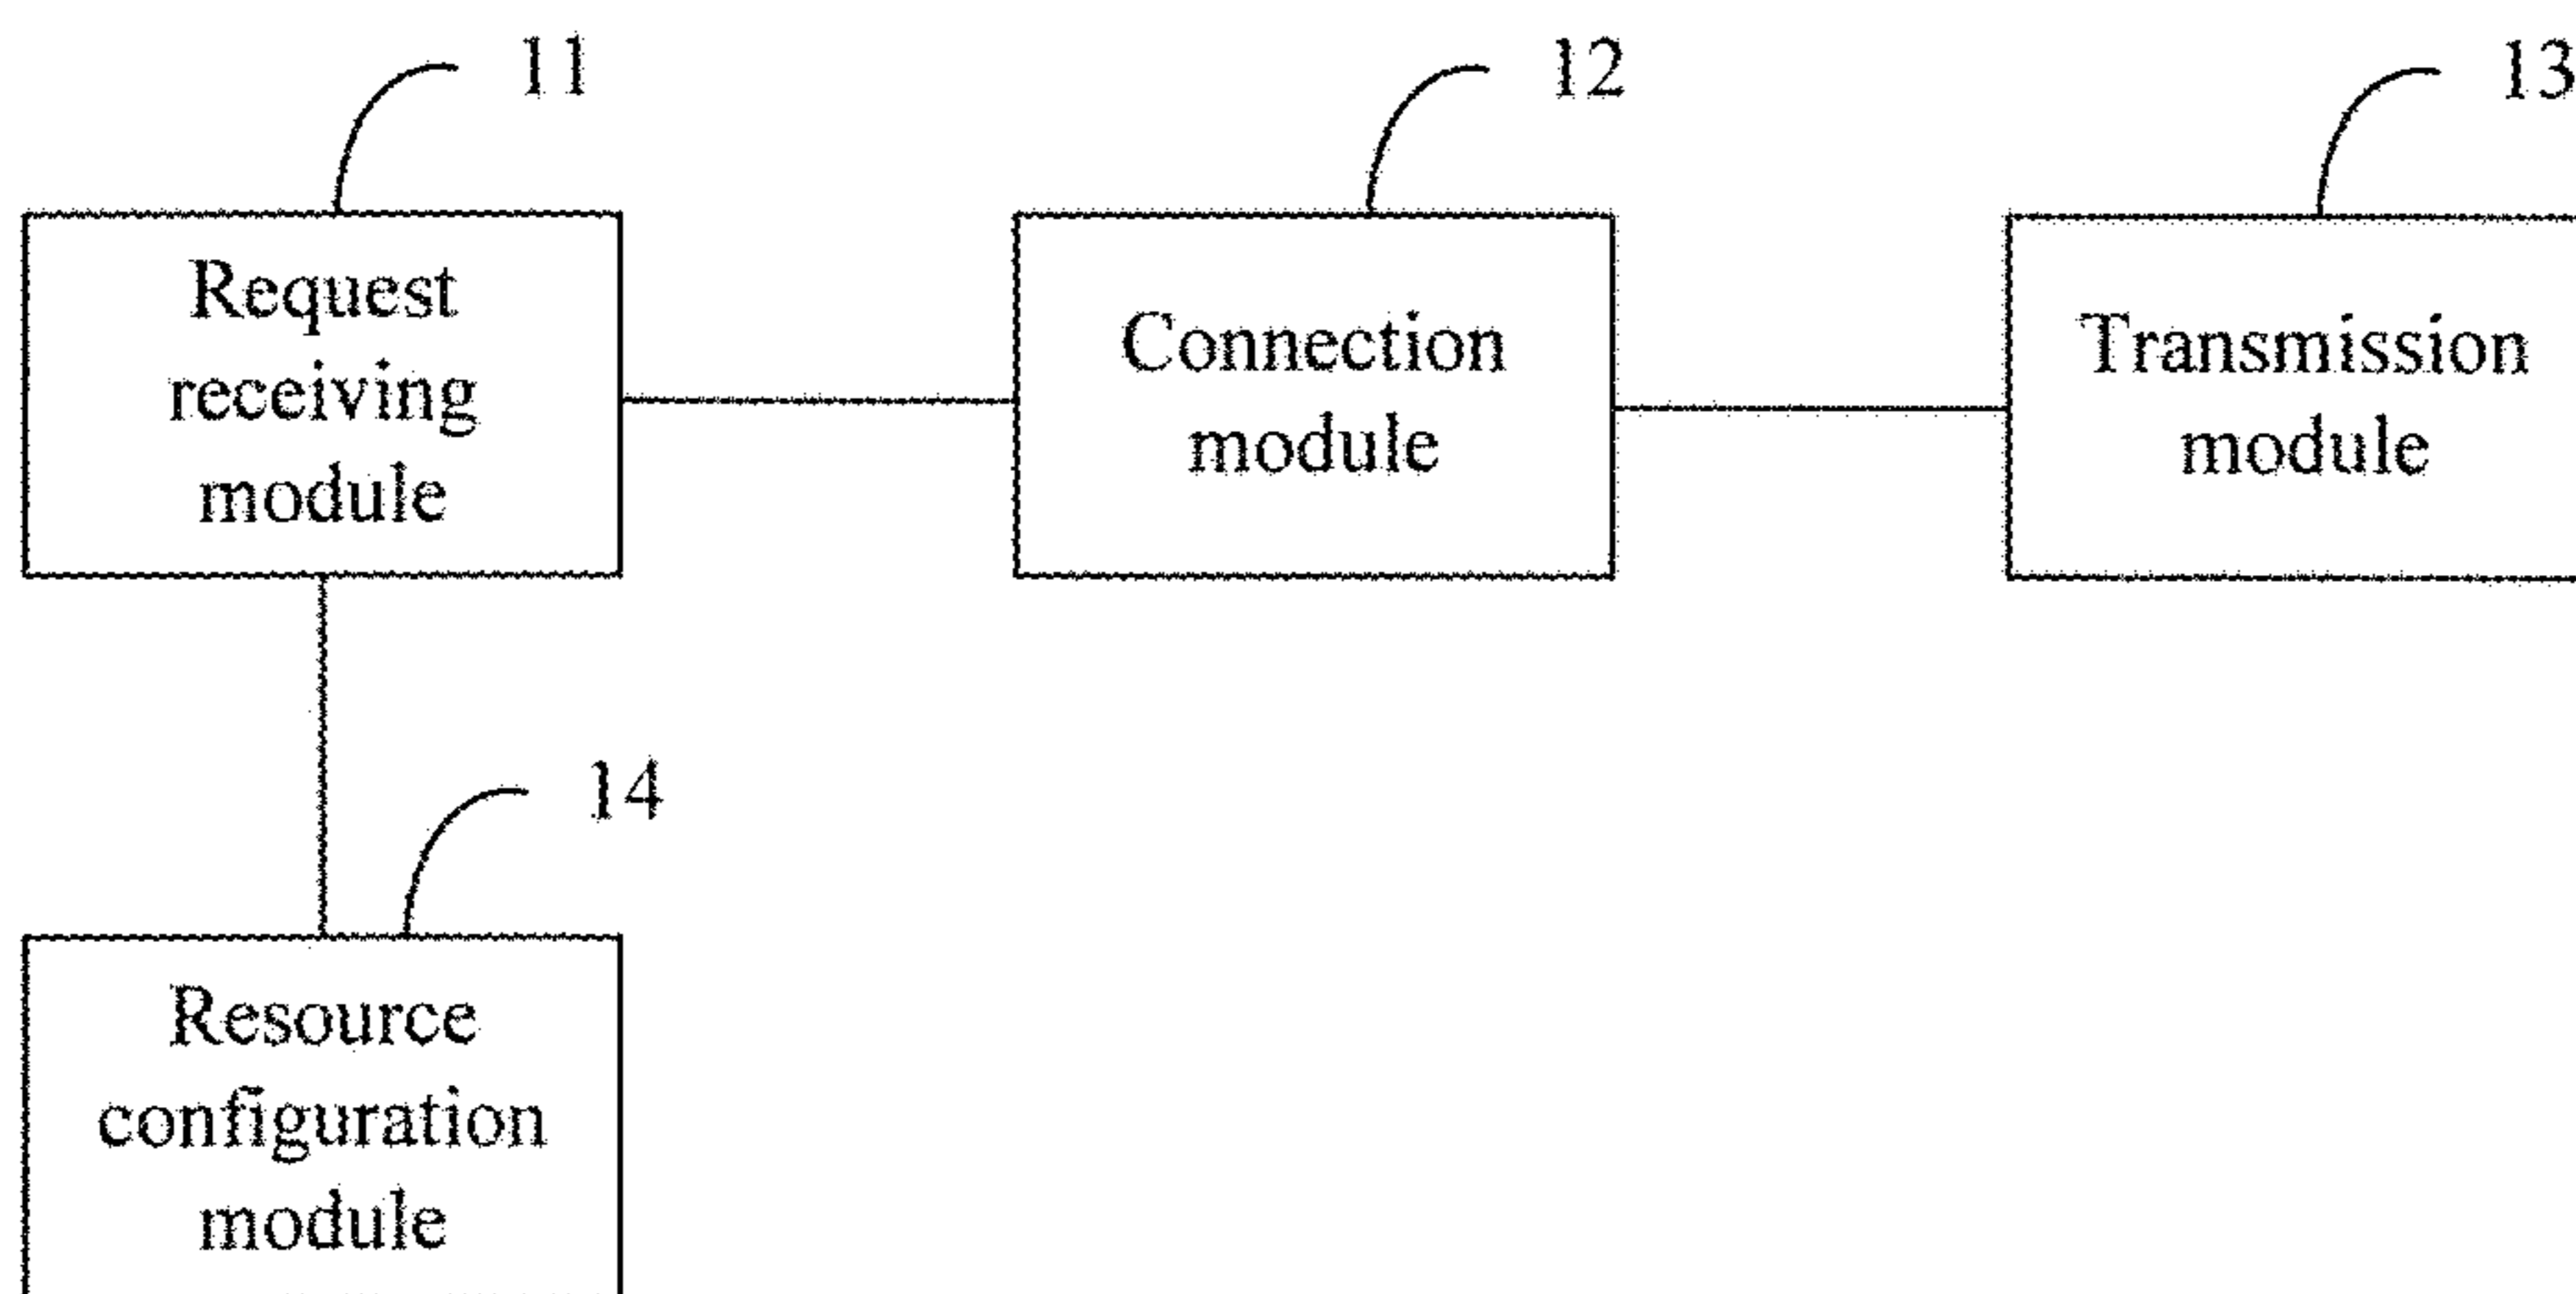 11
12
13
Request
receiving
module
Connection
module
Transmission
module
14
Resource
configuration
module